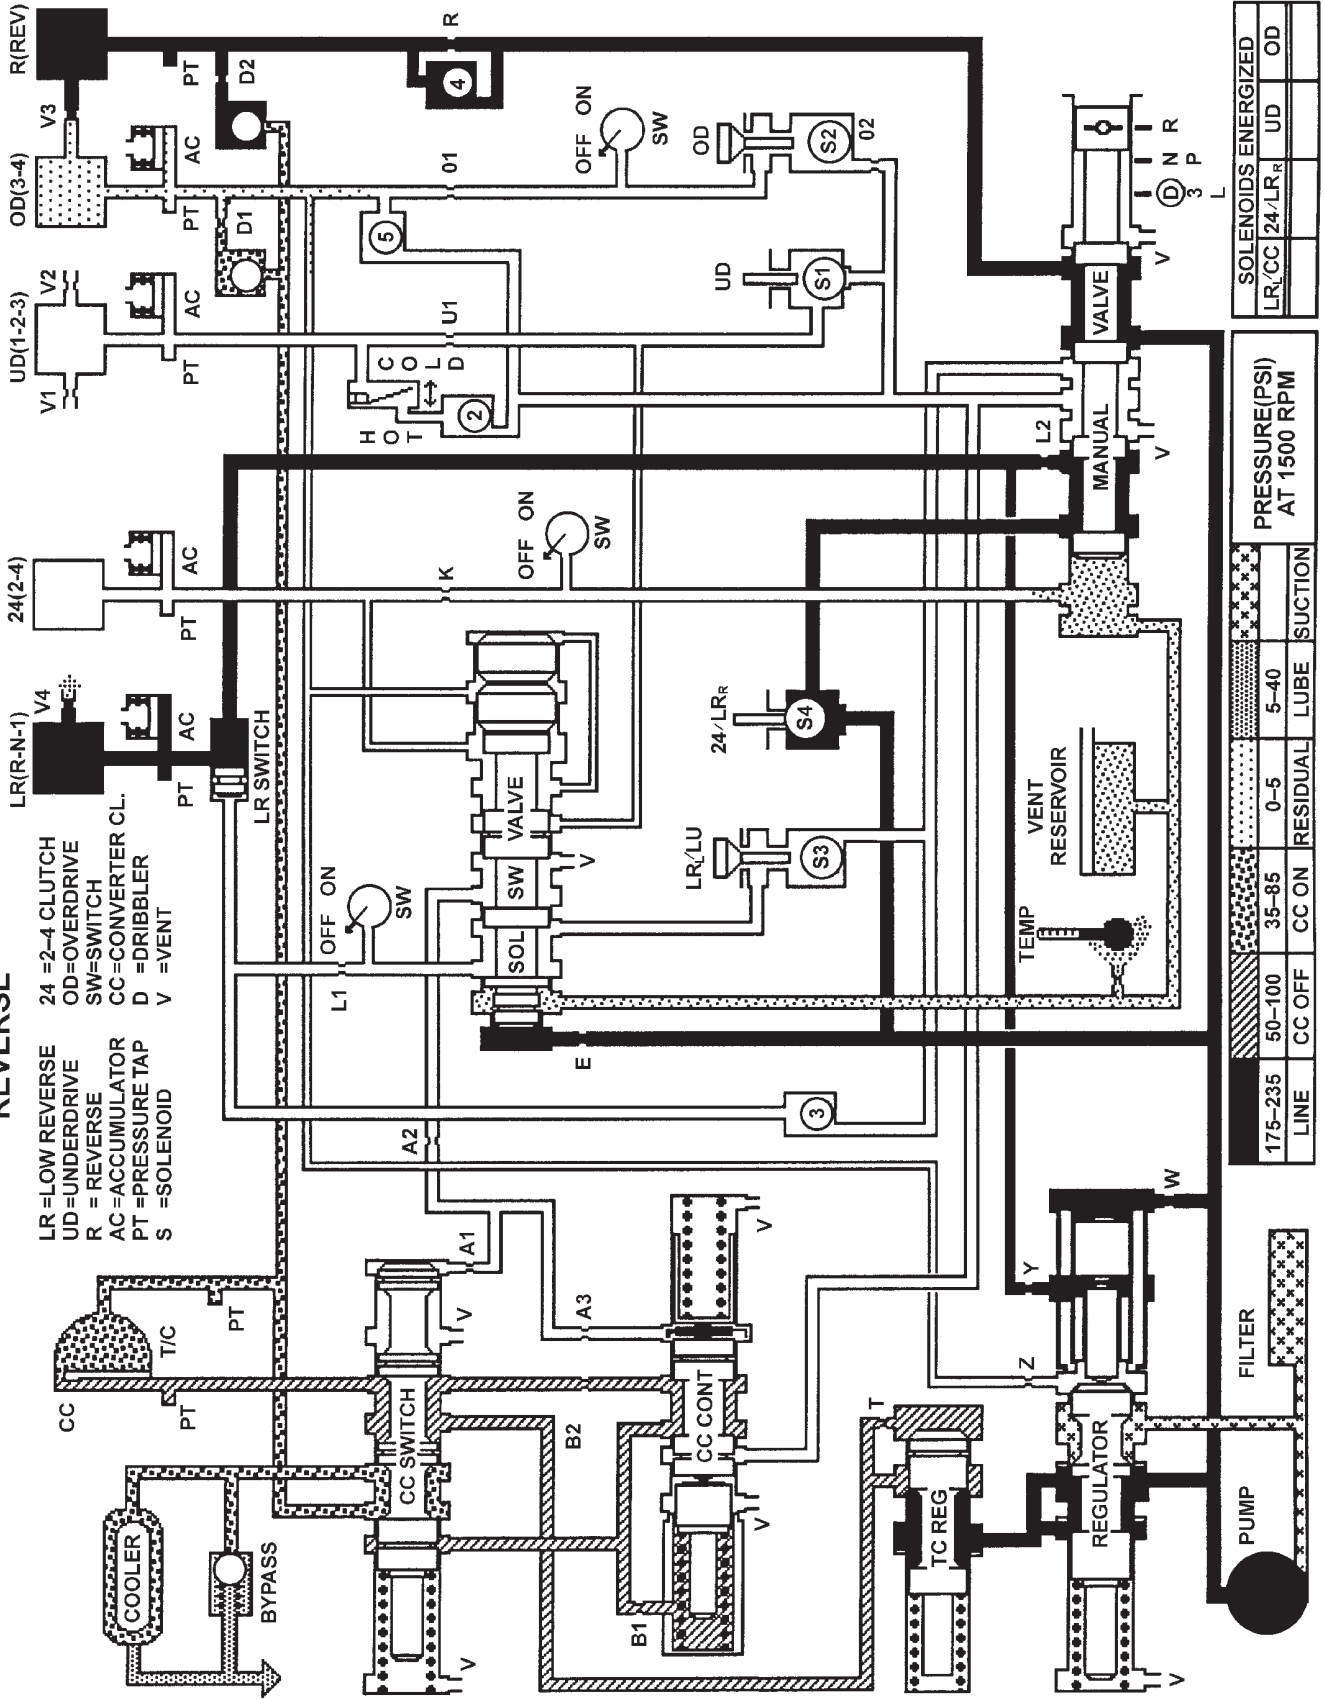 REVERSE
LR =LOW REVERSE
UD=UNDERDRIVE
R = REVERSE
AC=ACCUMULATOR
PT =PRESSURE TAP
S =SOLENOID
24 =2–4 CLUTCH
OD=OVERDRIVE
SW=SWITCH
CC =CONVERTER CL.
D =DRIBBLER
V =VENT
CC
T/C
PT
PT
COOLER
BYPASS
CC SWITCH
V
V
A1
A2
A3
B1
B2
CC CONT
V
V
T
TC REG
REGULATOR
V
Z
Y
W
PUMP
FILTER
LR(R-N-1)
V4
PT
AC
LR SWITCH
24(2-4)
PT
AC
UD(1-2-3)
V1
V2
PT
AC
OD(3-4)
V3
PT
AC
R(REV)
PT
D1
D2
L1
OFF
ON
SW
K
OFF
ON
SW
HOT
COLD
U1
01
R
OFF
ON
SW
2
3
4
5
E
SOL
SW
VALVE
V
LR L/LU
S3
24/LR R
S4
UD
S1
OD
S2
02
TEMP
VENT
RESERVOIR
L2
MANUAL
VALVE
V
V
D
3
L
N
P
R
175–235
50–100
35–85
0–5
5–40
LINE
CC OFF
CC ON
RESIDUAL
LUBE
SUCTION
PRESSURE(PSI)
AT 1500 RPM
SOLENOIDS ENERGIZED
LR L/CC
24/LR R
UD
OD